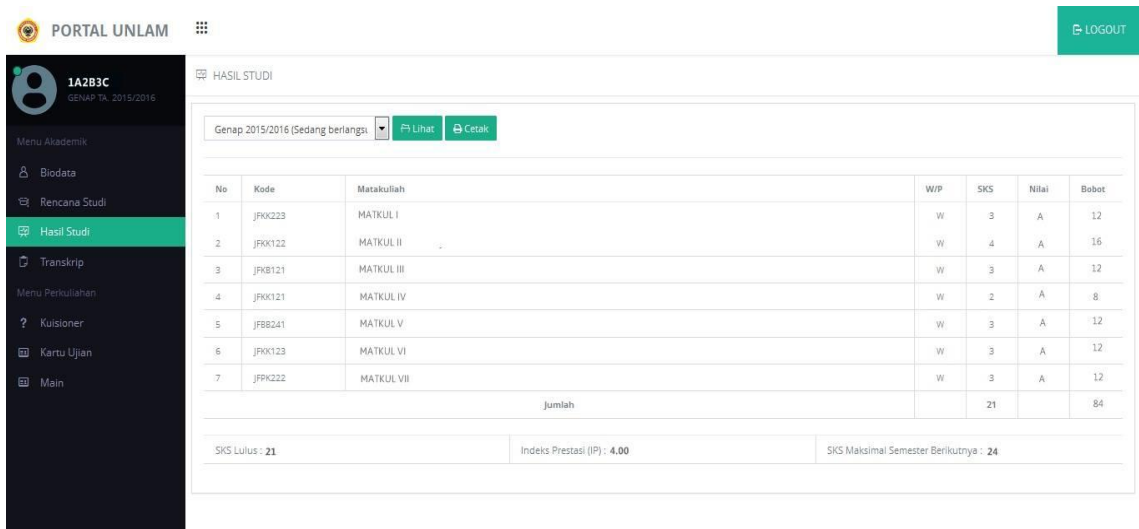 PORTAL UNLAM
LOGOUT
1A2B3C
GENAP TA. 2015/2016
Menu Akademik
Biodata
Rencana Studi
Hasil Studi
Transkrip
Menu Perkuliahan
? Kuisioner
Kartu Ujian
Main
HASIL STUDI
Genap 2015/2016 (Sedang berlangsu Lihat Cetak
No Kode Matakuliah W/P SKS Nilai Bobot
1 JFKK223 MATKUL I W 3 A 12
2 JFKK122 MATKUL II W 4 A 16
3 JFKB121 MATKUL III W 3 A 12
4 JFKK121 MATKUL IV W 2 A 8
5 JFBB241 MATKUL V W 3 A 12
6 JFKK123 MATKUL VI W 3 A 12
7 JFPK222 MATKUL VII W 3 A 12
Jumlah 21 84
SKS Lulus : 21 Indeks Prestasi (IP) : 4.00 SKS Maksimal Semester Berikutnya : 24